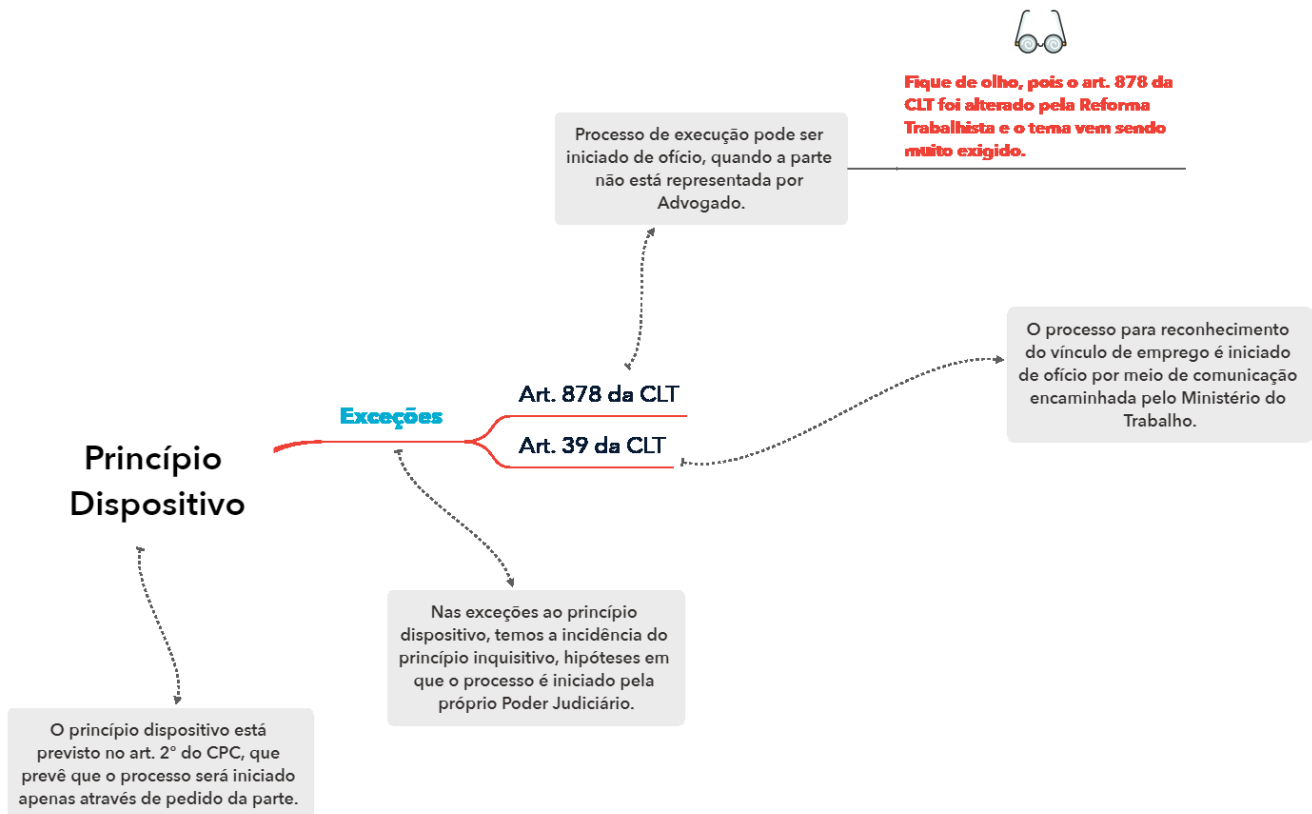 Fique de olho, pois o art. 878 da
CLT foi alterado pela Reforma
Trabalhista e o tema vem sendo
muito exigido.
Processo de execução pode ser
iniciado de ofício, quando a parte
não está representada por
Advogado.
O processo para reconhecimento
do vínculo de emprego é iniciado
de ofício por meio de comunicação
encaminhada pelo Ministério do
Trabalho.
Art. 878 da CLT
Exceções
Art. 39 da CLT
Princípio
Dispositivo
Nas exceções ao princípio
dispositivo, temos a incidência do
princípio inquisitivo, hipóteses em
que o processo é iniciado pela
próprio Poder Judiciário.
O princípio dispositivo está
previsto no art. 2° do CPC, que
prevê que o processo será iniciado
apenas através de pedido da parte.